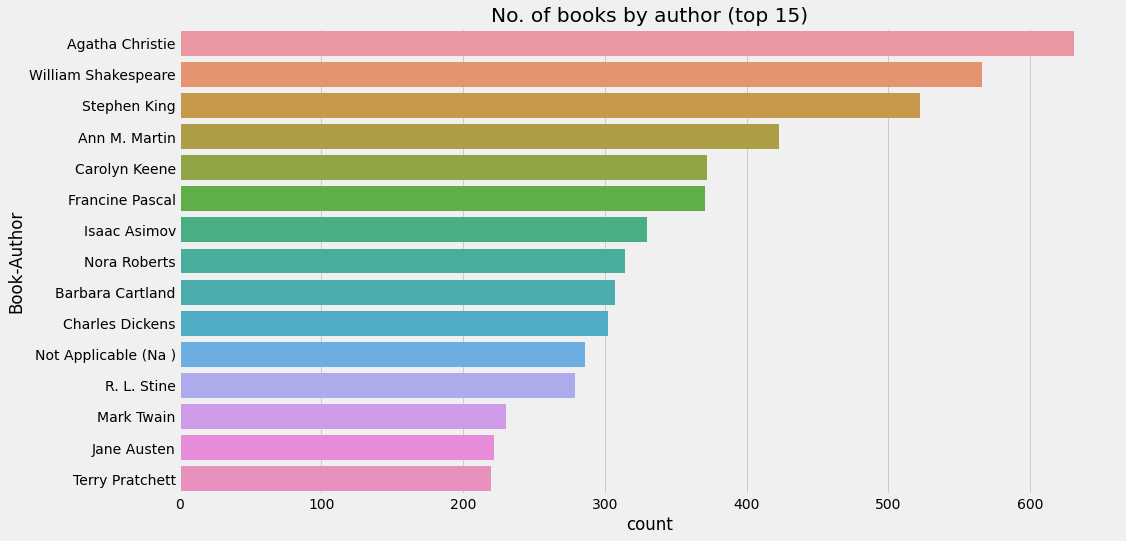 No. of books by author (top 15)
Book-Author
Agatha Christie
William Shakespeare
Stephen King
Ann M. Martin
Carolyn Keene
Francine Pascal
Isaac Asimov
Nora Roberts
Barbara Cartland
Charles Dickens
Not Applicable (Na )
R. L. Stine
Mark Twain
Jane Austen
Terry Pratchett
0 100 200 300 400 500 600
count